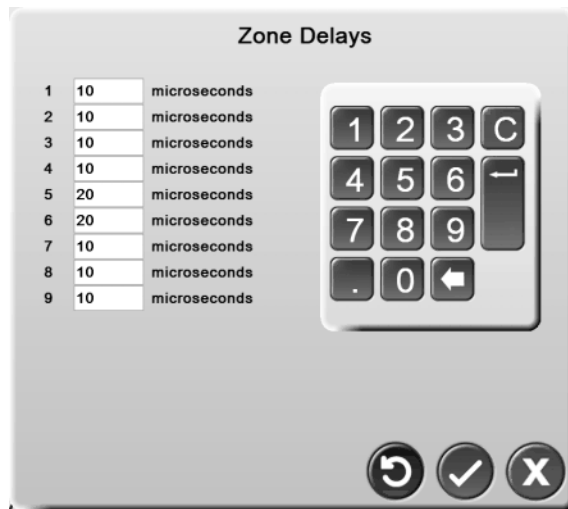 Zone Delays
1 10 microseconds
2 10 microseconds
3 10 microseconds
4 10 microseconds
5 20 microseconds
6 20 microseconds
7 10 microseconds
8 10 microseconds
9 10 microseconds
1 2 3 C
4 5 6
7 8 9
. 0
X